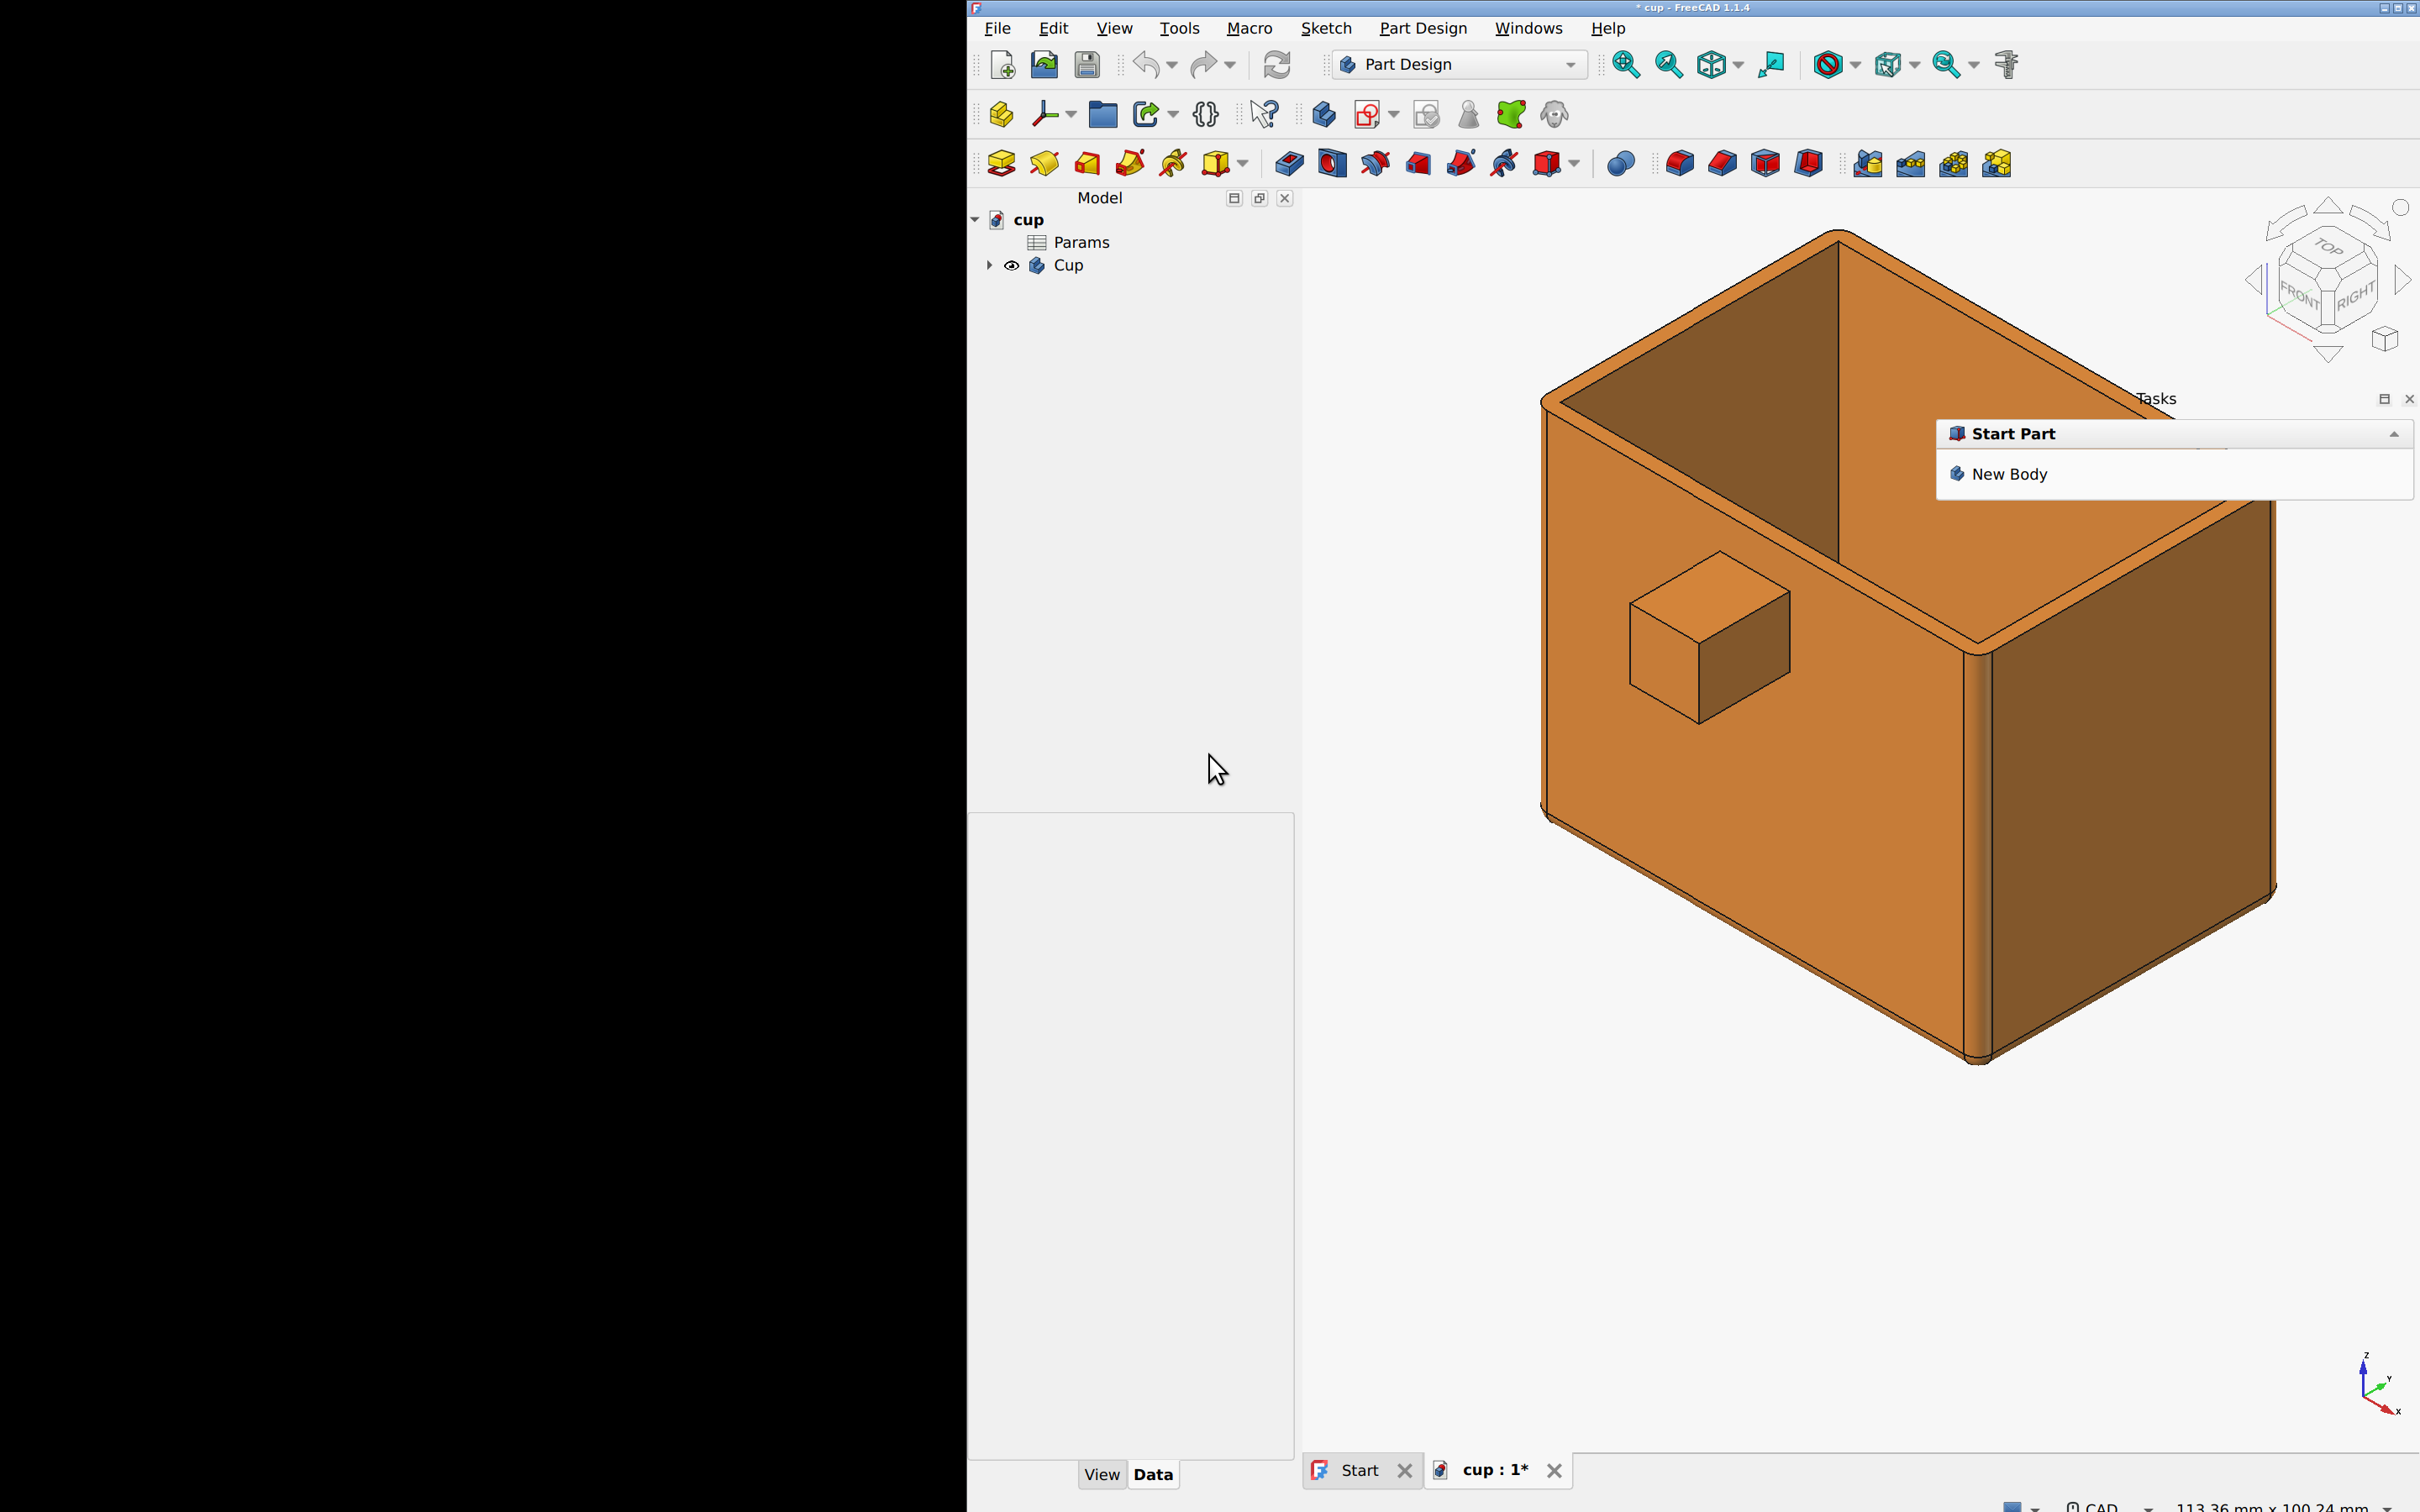 * cup - FreeCAD 1.1.4
File Edit View Tools Macro Sketch Part Design Windows Help
Part Design
Model
cup
Params
Cup
TOP
FRONT
RIGHT
Tasks
Start Part
New Body
Z
Y
X
View Data
Start
cup : 1*
CAD
113.36 mm x 100.24 mm